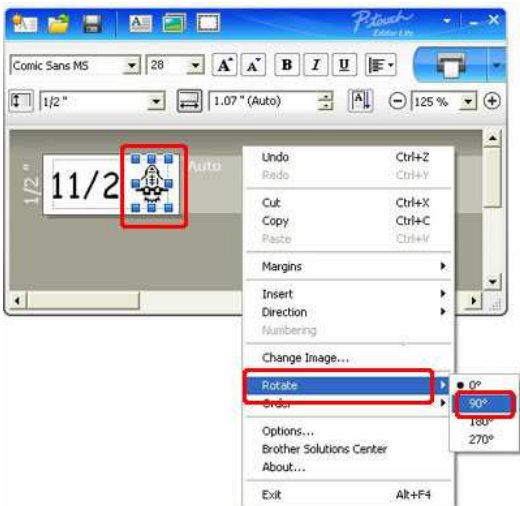 P-touch
Editor Lite
Comic Sans MS 28 A A B I U
1/2" 1.07" (Auto) A 125 %
1/2" 11/2 Auto
Undo Ctrl+Z
Redo Ctrl+Y
Cut Ctrl+X
Copy Ctrl+C
Paste Ctrl+V
Margins
Insert
Direction
Numbering
Change Image...
Rotate 0°
Order 90°
180°
Options... 270°
Brother Solutions Center
About...
Exit Alt+F4